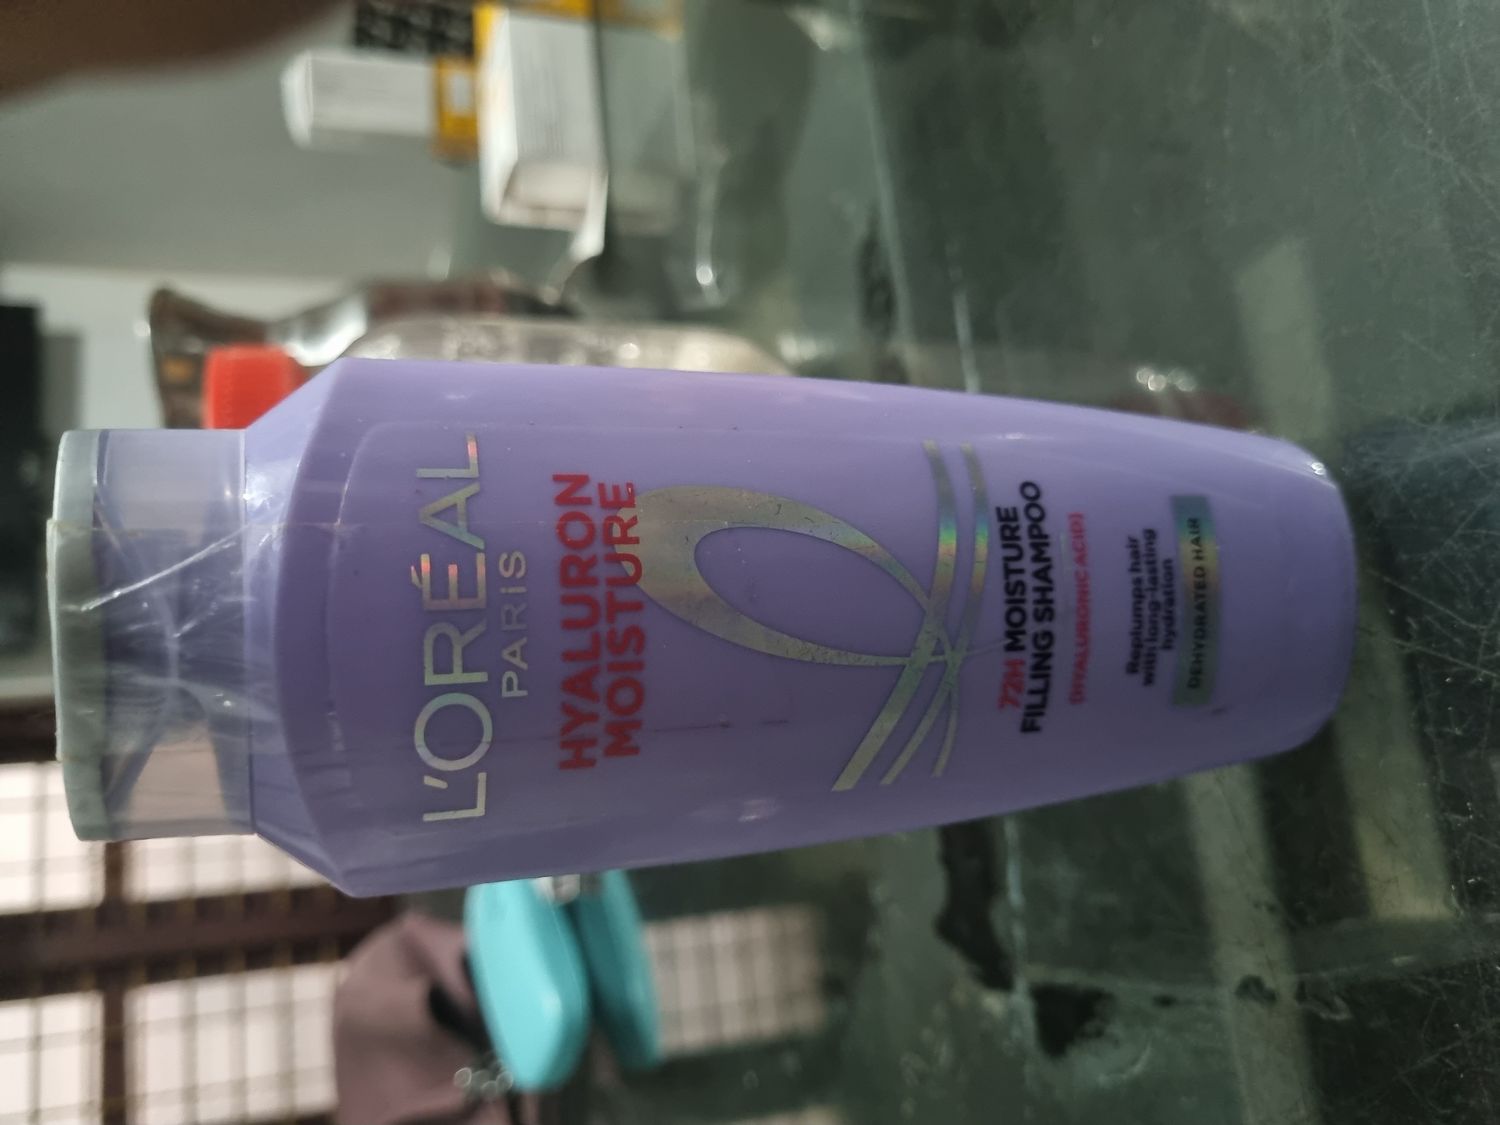 L'ORÉAL
PARIS
HYALURON
MOISTURE
72H MOISTURE
FILLING SHAMPOO
[HYALURONIC ACID]
Replumps hair
with long-lasting
hydration
DEHYDRATED HAIR